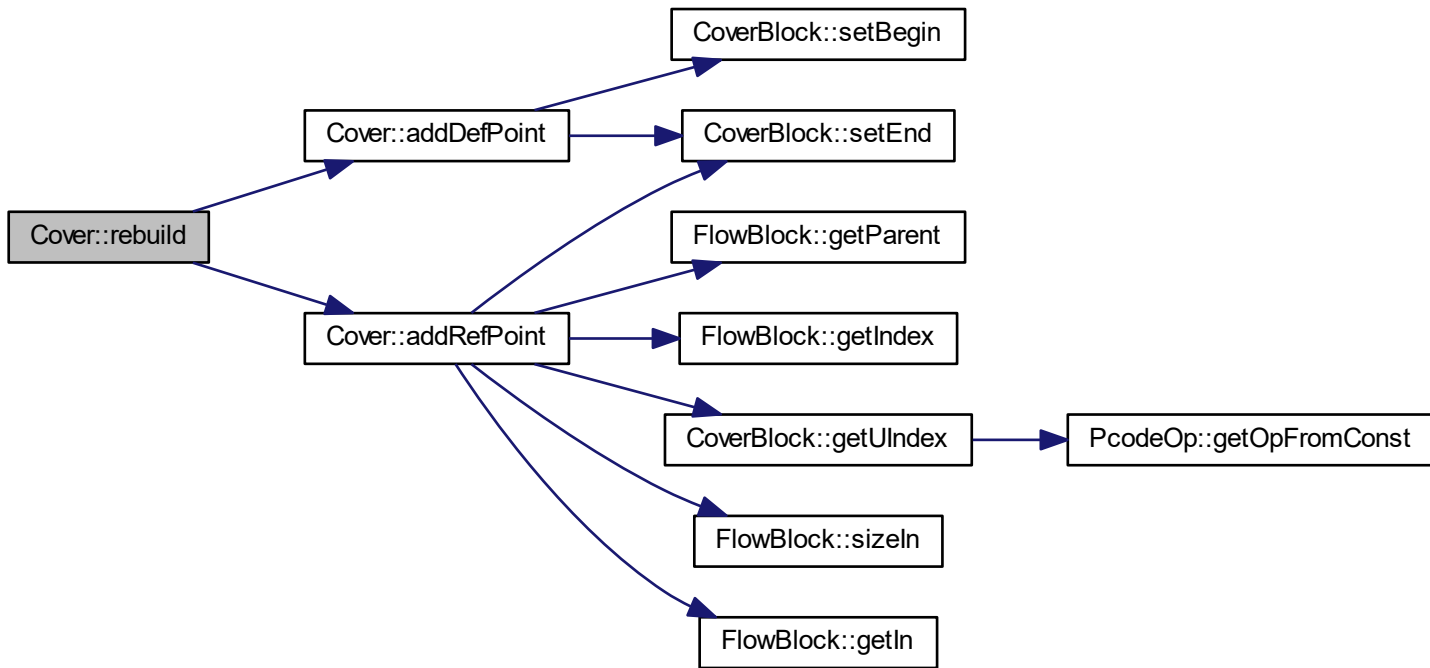 CoverBlock::setBegin
Cover::addDefPoint
CoverBlock::setEnd
Cover::rebuild
FlowBlock::getParent
Cover::addRefPoint
FlowBlock::getIndex
CoverBlock::getUIndex
PcodeOp::getOpFromConst
FlowBlock::sizeIn
FlowBlock::getIn